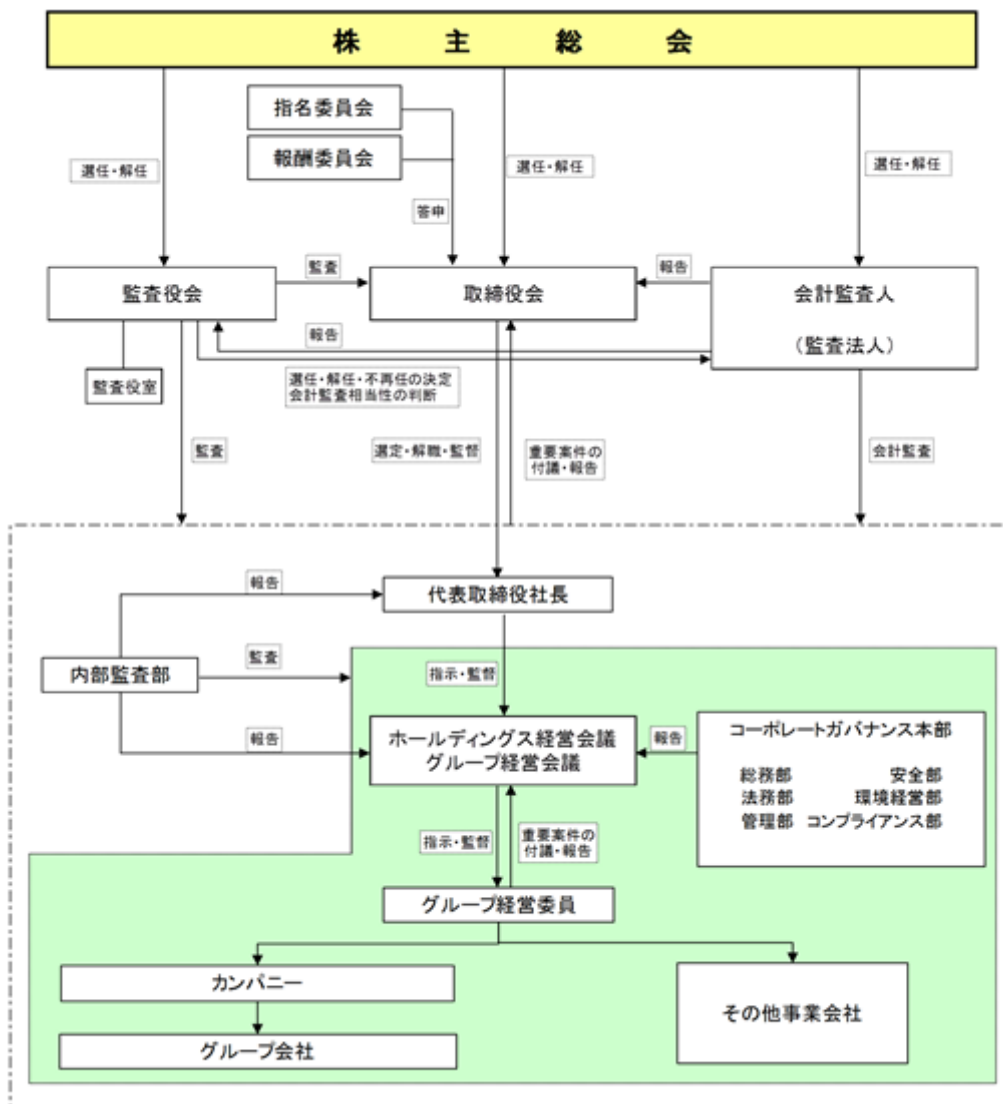 株主総会
指名委員会
報酬委員会
選任・解任
選任・解任
選任・解任
答申
監査役会
監査
取締役会
報告
会計監査人
(監査法人)
報告
監査役室
選任・解任・不再任の決定
会計監査相当性の判断
監査
選定・解職・監督
重要案件の
付議・報告
会計監査
報告
代表取締役社長
内部監査部
監査
指示・監督
報告
ホールディングス経営会議
グループ経営会議
報告
コーポレートガバナンス本部
総務部 安全部
法務部 環境経営部
管理部 コンプライアンス部
指示・監督
重要案件の
付議・報告
グループ経営委員
カンパニー
その他事業会社
グループ会社